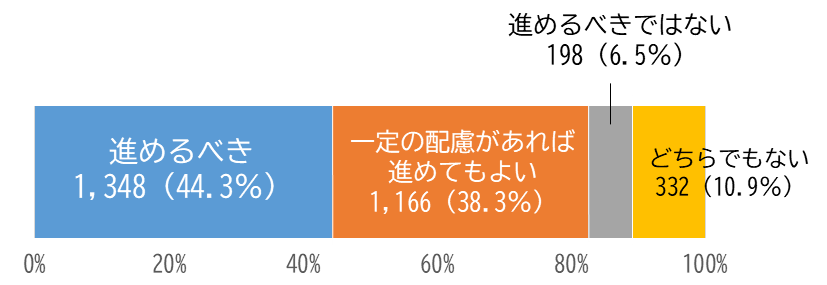 進めるべきではない
198（6.5%）
進めるべき
1,348（44.3%）
一定の配慮があれば
進めてもよい
1,166（38.3%）
どちらでもない
332（10.9%）
0%
20%
40%
60%
80%
100%